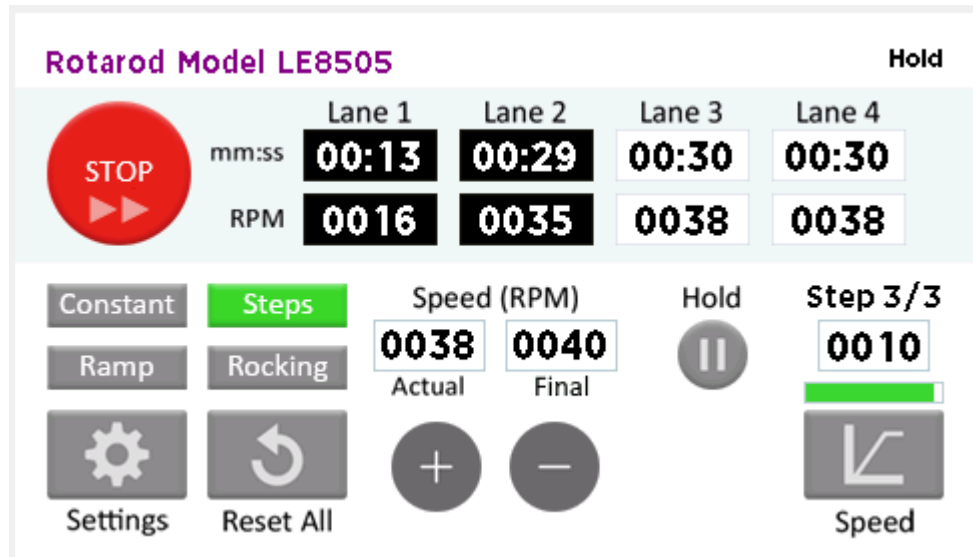 Rotarod Model LE8505 Hold
Lane 1 Lane 2 Lane 3 Lane 4
STOP mm:ss 00:13 00:29 00:30 00:30
RPM 0016 0035 0038 0038
Constant Steps Speed (RPM) Hold Step 3/3
0038 0040 0010
Ramp Rocking Actual Final
+ −
Settings Reset All Speed